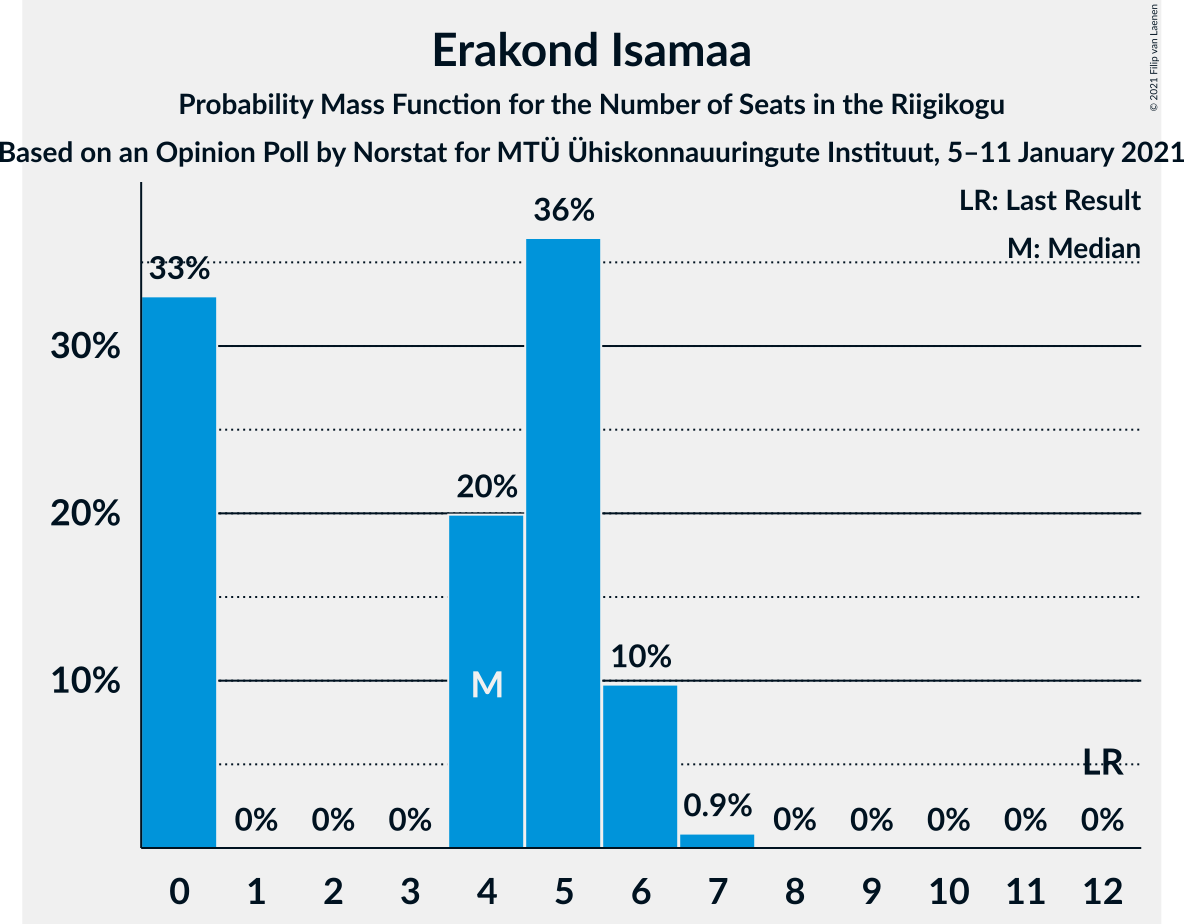 Erakond Isamaa
Probability Mass Function for the Number of Seats in the Riigikogu
Based on an Opinion Poll by Norstat for MTÜ Ühiskonnauuringute Instituut, 5–11 January 2021
© 2021 Filip van Laenen
LR: Last Result
M: Median
36%
33%
30%
20%
20%
10%
10%
M
LR
0% 0% 0% 0.9% 0% 0% 0% 0% 0%
0 1 2 3 4 5 6 7 8 9 10 11 12